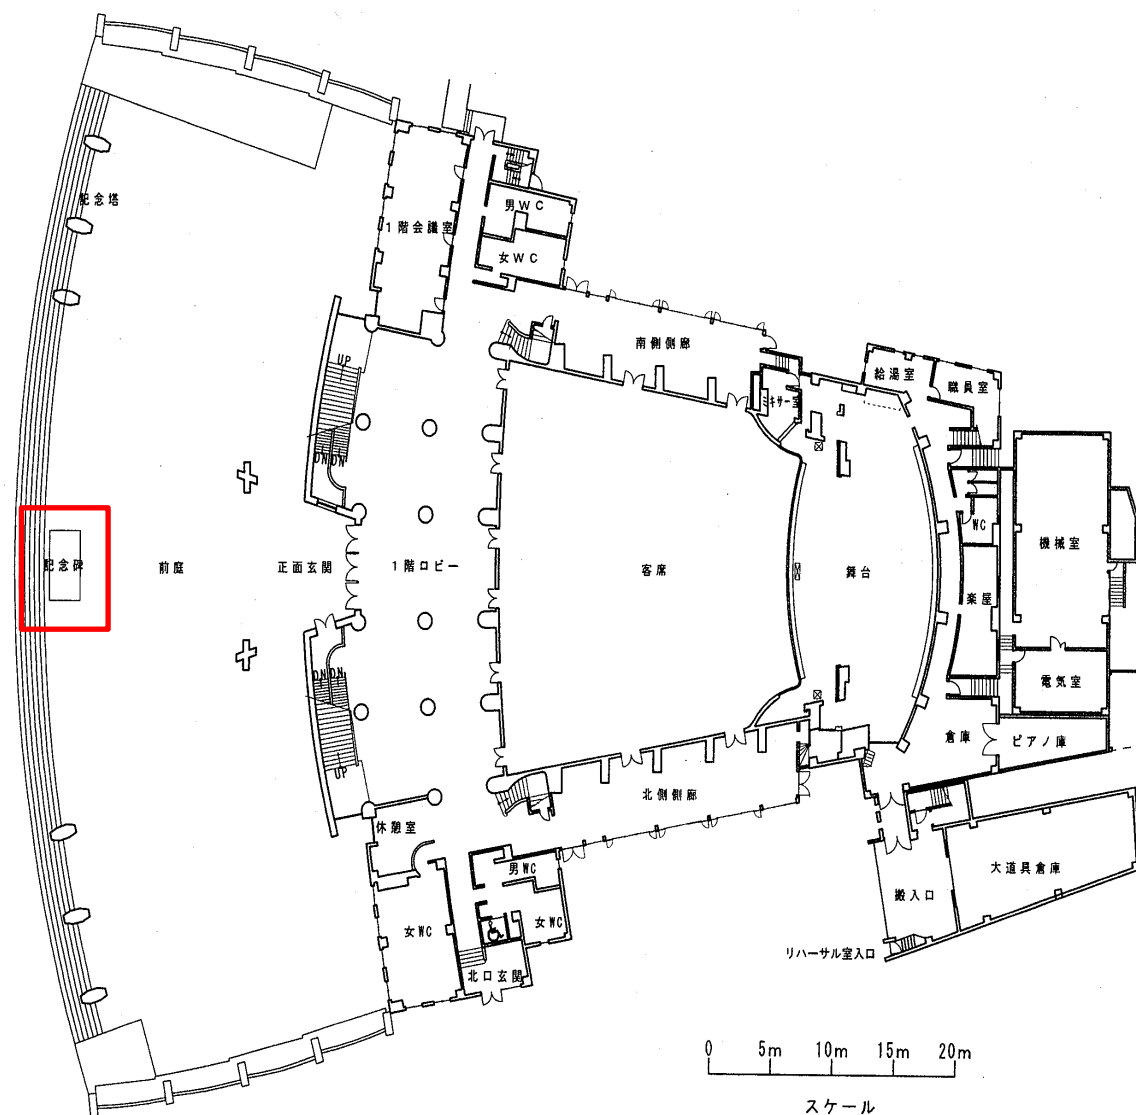 記念塔
1階会議室
男WC
女WC
南側側廊
給湯室
職員室
ミキサー室
UP
DN DN
WC
機械室
記念碑
前庭
正面玄関
1階ロビー
客席
舞台
楽屋
DN DN
電気室
倉庫
ピアノ庫
UP
北側側廊
休憩室
男WC
大道具倉庫
搬入口
女WC
女WC
リハーサル室入口
北口玄関
0 5m 10m 15m 20m
スケール